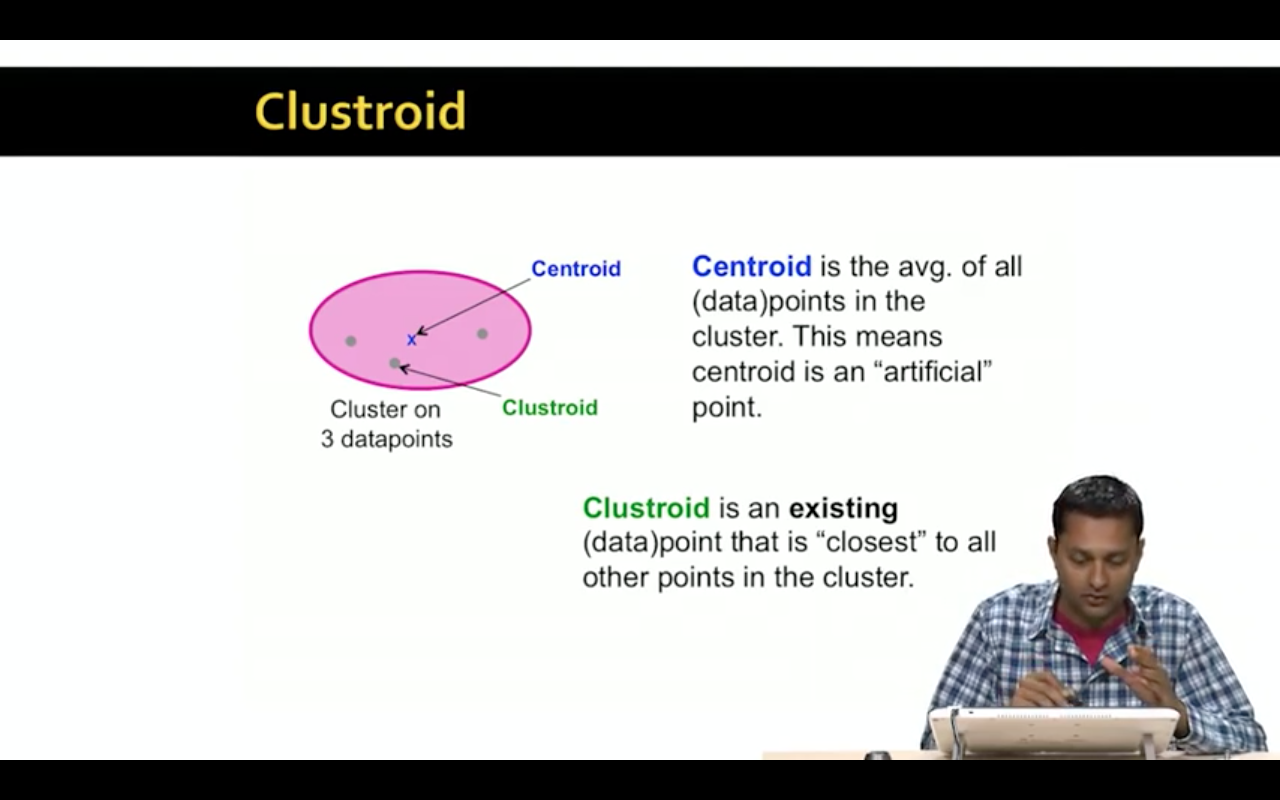 Clustroid
Centroid
x
Clustroid
Cluster on
3 datapoints
Centroid is the avg. of all
(data)points in the
cluster. This means
centroid is an “artificial”
point.
Clustroid is an existing
(data)point that is “closest” to all
other points in the cluster.